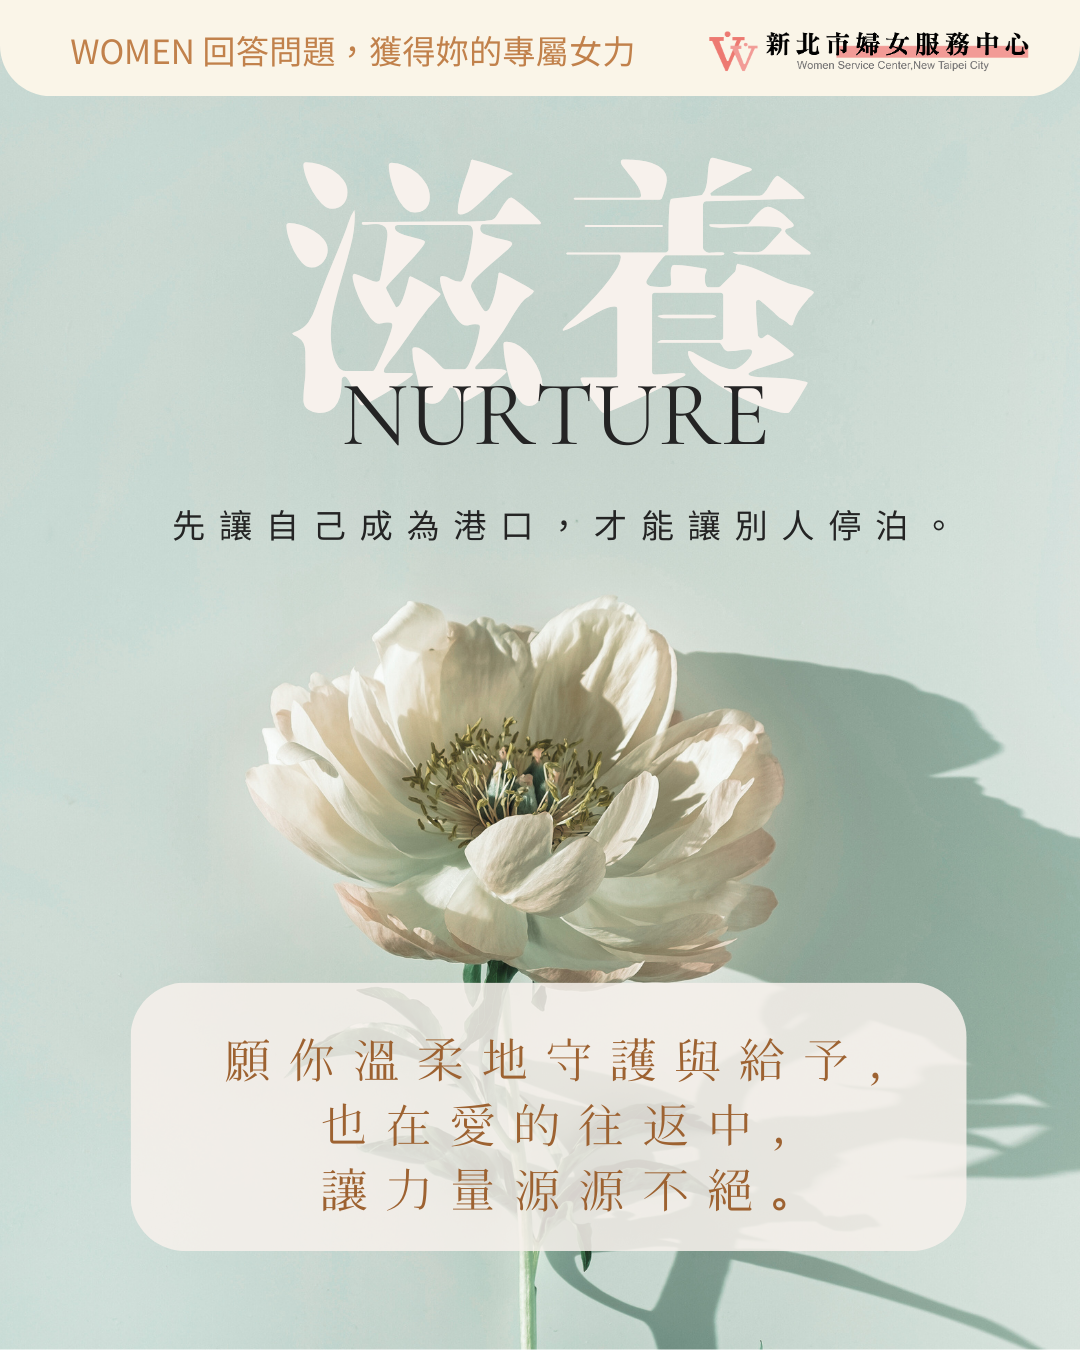 WOMEN 回答問題，獲得妳的專屬女力
新北市婦女服務中心
Women Service Center,New Taipei City
滋養
NURTURE
先讓自己成為港口，才能讓別人停泊。
願你溫柔地守護與給予,
也在愛的往返中,
讓力量源源不絕。